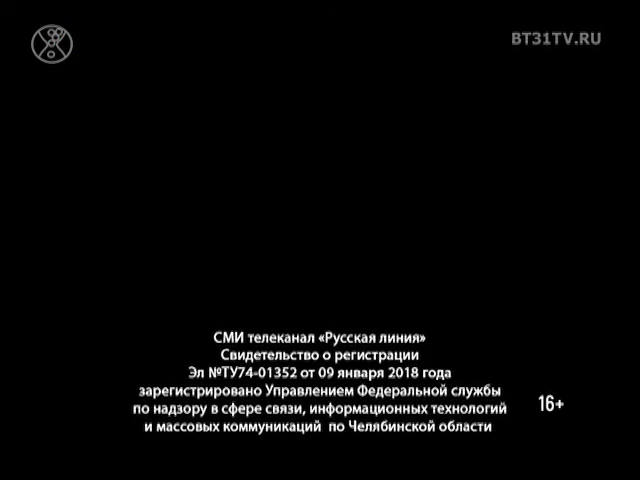 BT31TV.RU
СМИ телеканал «Русская линия»
Свидетельство о регистрации
Эл №ТУ74-01352 от 09 января 2018 года
зарегистрировано Управлением Федеральной службы
по надзору в сфере связи, информационных технологий
и массовых коммуникаций по Челябинской области
16+